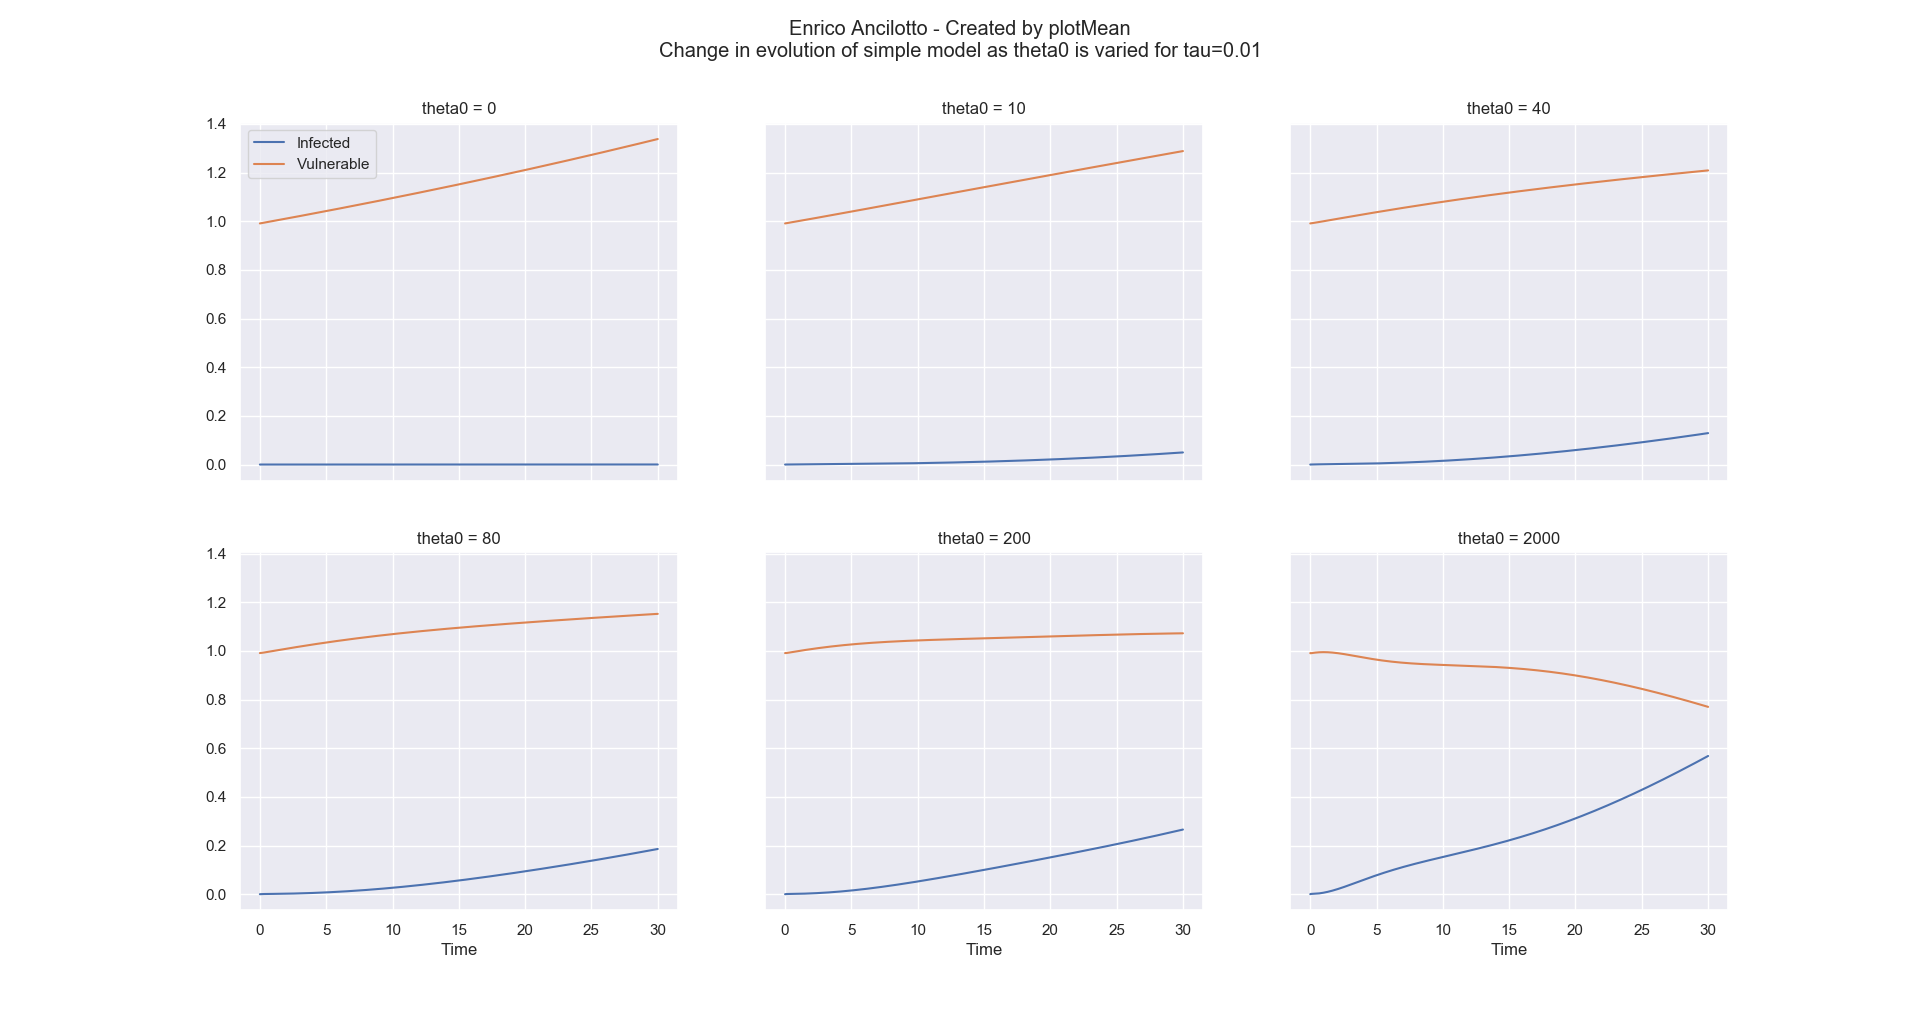 Enrico Ancilotto - Created by plotMean
Change in evolution of simple model as theta0 is varied for tau=0.01
theta0 = 0
theta0 = 10
theta0 = 40
1.4
1.2
1.0
0.8
0.6
0.4
0.2
0.0
Infected
Vulnerable
theta0 = 80
theta0 = 200
theta0 = 2000
1.4
1.2
1.0
0.8
0.6
0.4
0.2
0.0
0 5 10 15 20 25 30
Time
0 5 10 15 20 25 30
Time
0 5 10 15 20 25 30
Time